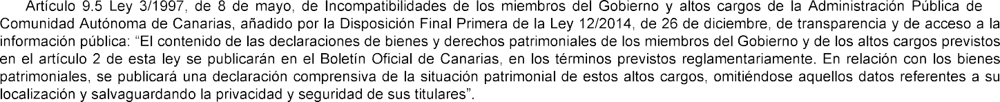 Artículo 9.5 Ley 3/1997, de 8 de mayo, de Incompatibilidades de los miembros del Gobierno y altos cargos de la Administración Pública de
Comunidad Autónoma de Canarias, añadido por la Disposición Final Primera de la Ley 12/2014, de 26 de diciembre, de transparencia y de acceso a la
información pública: “El contenido de las declaraciones de bienes y derechos patrimoniales de los miembros del Gobierno y de los altos cargos previstos
en el artículo 2 de esta ley se publicarán en el Boletín Oficial de Canarias, en los términos previstos reglamentariamente. En relación con los bienes
patrimoniales, se publicará una declaración comprensiva de la situación patrimonial de estos altos cargos, omitiéndose aquellos datos referentes a su
localización y salvaguardando la privacidad y seguridad de sus titulares”.